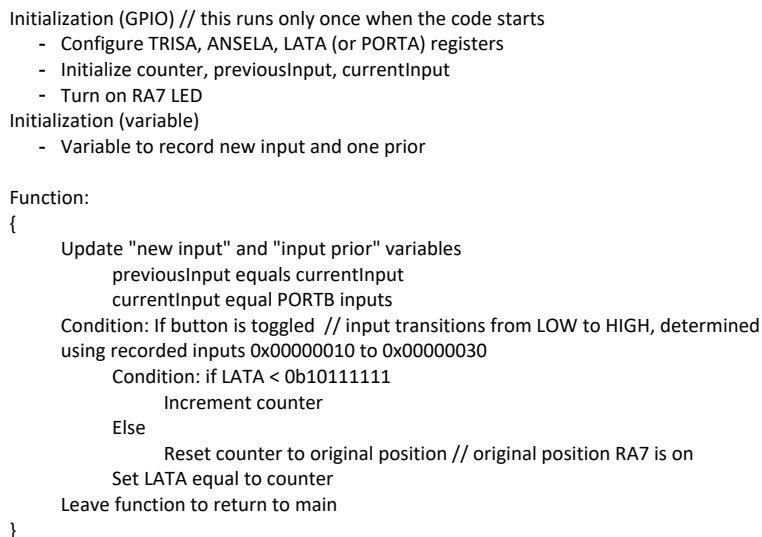 Initialization (GPIO) // this runs only once when the code starts
- Configure TRISA, ANSELA, LATA (or PORTA) registers
- Initialize counter, previousInput, currentInput
- Turn on RA7 LED
Initialization (variable)
- Variable to record new input and one prior
Function:
{
Update "new input" and "input prior" variables
previousInput equals currentInput
currentInput equal PORTB inputs
Condition: If button is toggled // input transitions from LOW to HIGH, determined
using recorded inputs 0x00000010 to 0x00000030
Condition: if LATA < 0b10111111
Increment counter
Else
Reset counter to original position // original position RA7 is on
Set LATA equal to counter
Leave function to return to main
}